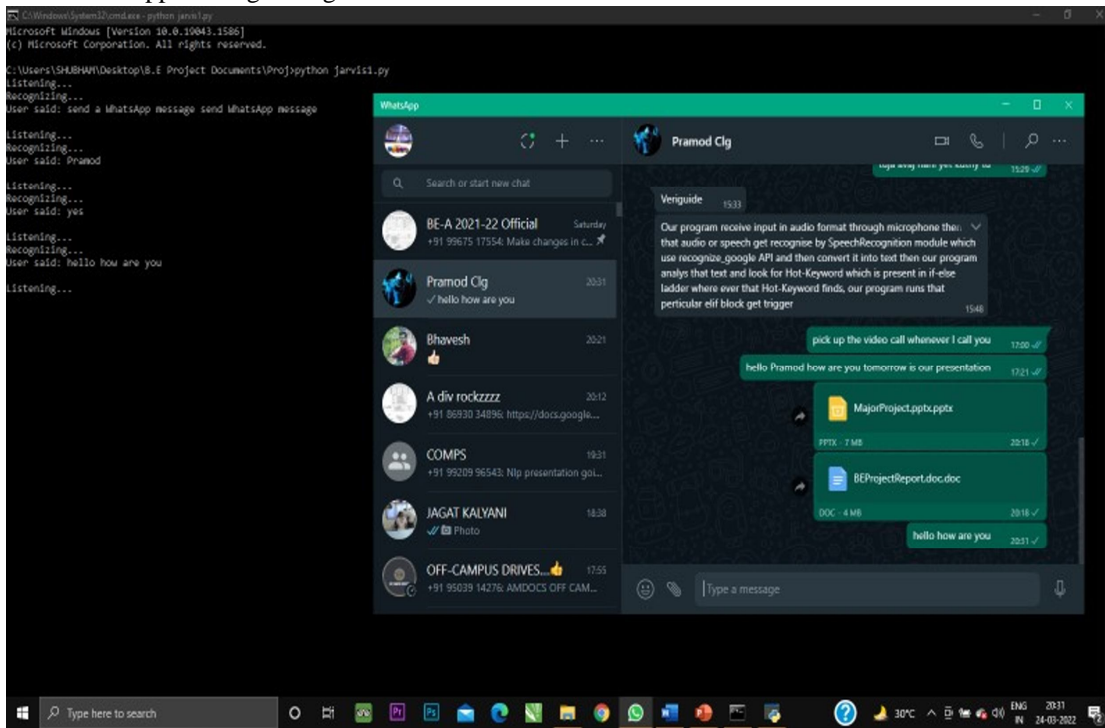 C:\Windows\System32\cmd.exe - python jarvis1.py
Microsoft Windows [Version 10.0.19043.1586]
(c) Microsoft Corporation. All rights reserved.
C:\Users\SHUBHAM\Desktop\B.E Project Documents\Proj>python jarvis1.py
Listening...
Recognizing...
User said: send a WhatsApp message send WhatsApp message
Listening...
Recognizing...
User said: Pramod
Listening...
Recognizing...
User said: yes
Listening...
Recognizing...
User said: hello how are you
Listening...
WhatsApp
Search or start new chat
BE-A 2021-22 Official Saturday
+91 99675 17554: Make changes in c...
Pramod Clg 20:31
hello how are you
Bhavesh 20:21
👍
A div rockzzzz 20:12
+91 86930 34896: https://docs.google....
COMPS 19:31
+91 99209 96543: Nlp presentation goi...
JAGAT KALYANI 18:38
Photo
OFF-CAMPUS DRIVES...👍 17:55
+91 95039 14276: AMDOCS OFF CAM...
Pramod Clg
15:29
Veriguide 15:33
Our program receive input in audio format through microphone then
that audio or speech get recognise by SpeechRecognition module which
use recognize_google API and then convert it into text then our program
analys that text and look for Hot-Keyword which is present in if-else
ladder where ever that Hot-Keyword finds, our program runs that
perticular elif block get trigger
15:48
pick up the video call whenever I call you 17:00
hello Pramod how are you tomorrow is our presentation 17:21
MajorProject.pptx.pptx
PPTX · 7 MB 20:18
BEProjectReport.doc.doc
DOC · 4 MB 20:18
hello how are you 20:31
Type a message
Type here to search
Pr
Ps
30°C
ENG
IN
20:31
24-03-2022